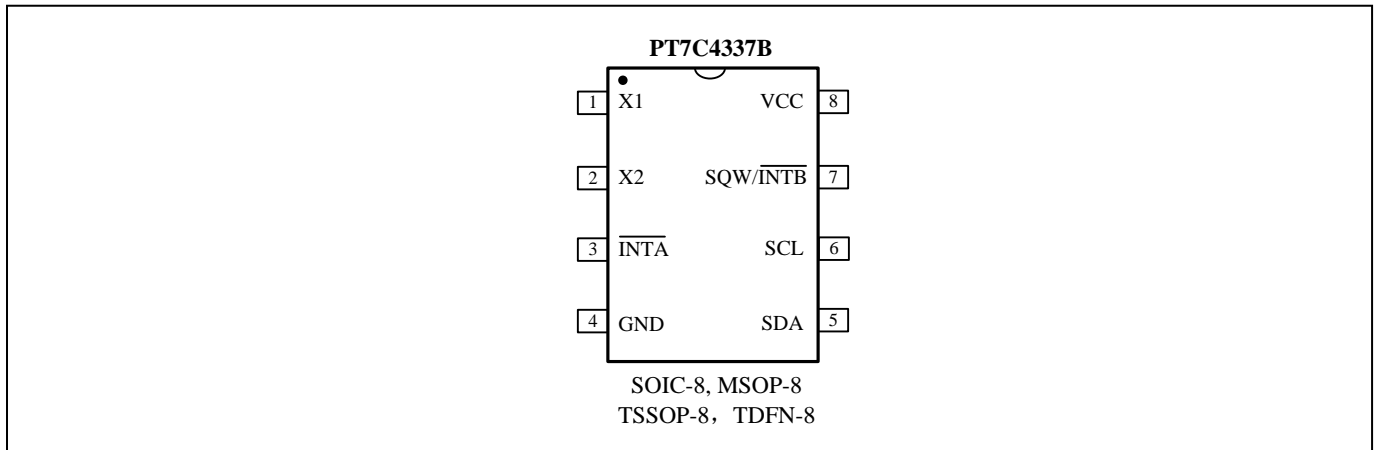 PT7C4337B
1 X1 VCC 8
2 X2 SQW/INTB 7
3 INTA SCL 6
4 GND SDA 5
SOIC-8, MSOP-8
TSSOP-8，TDFN-8